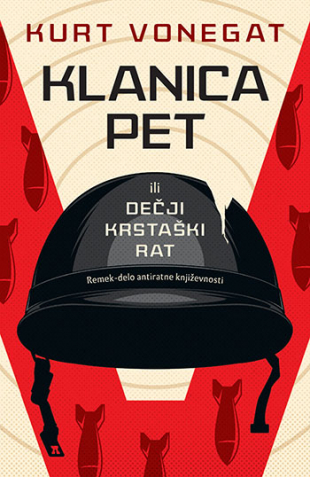 KURT VONEGAT
KLANICA
PET
ili
DEČJI
KRSTAŠKI
RAT
Remek-delo antiratne književnosti